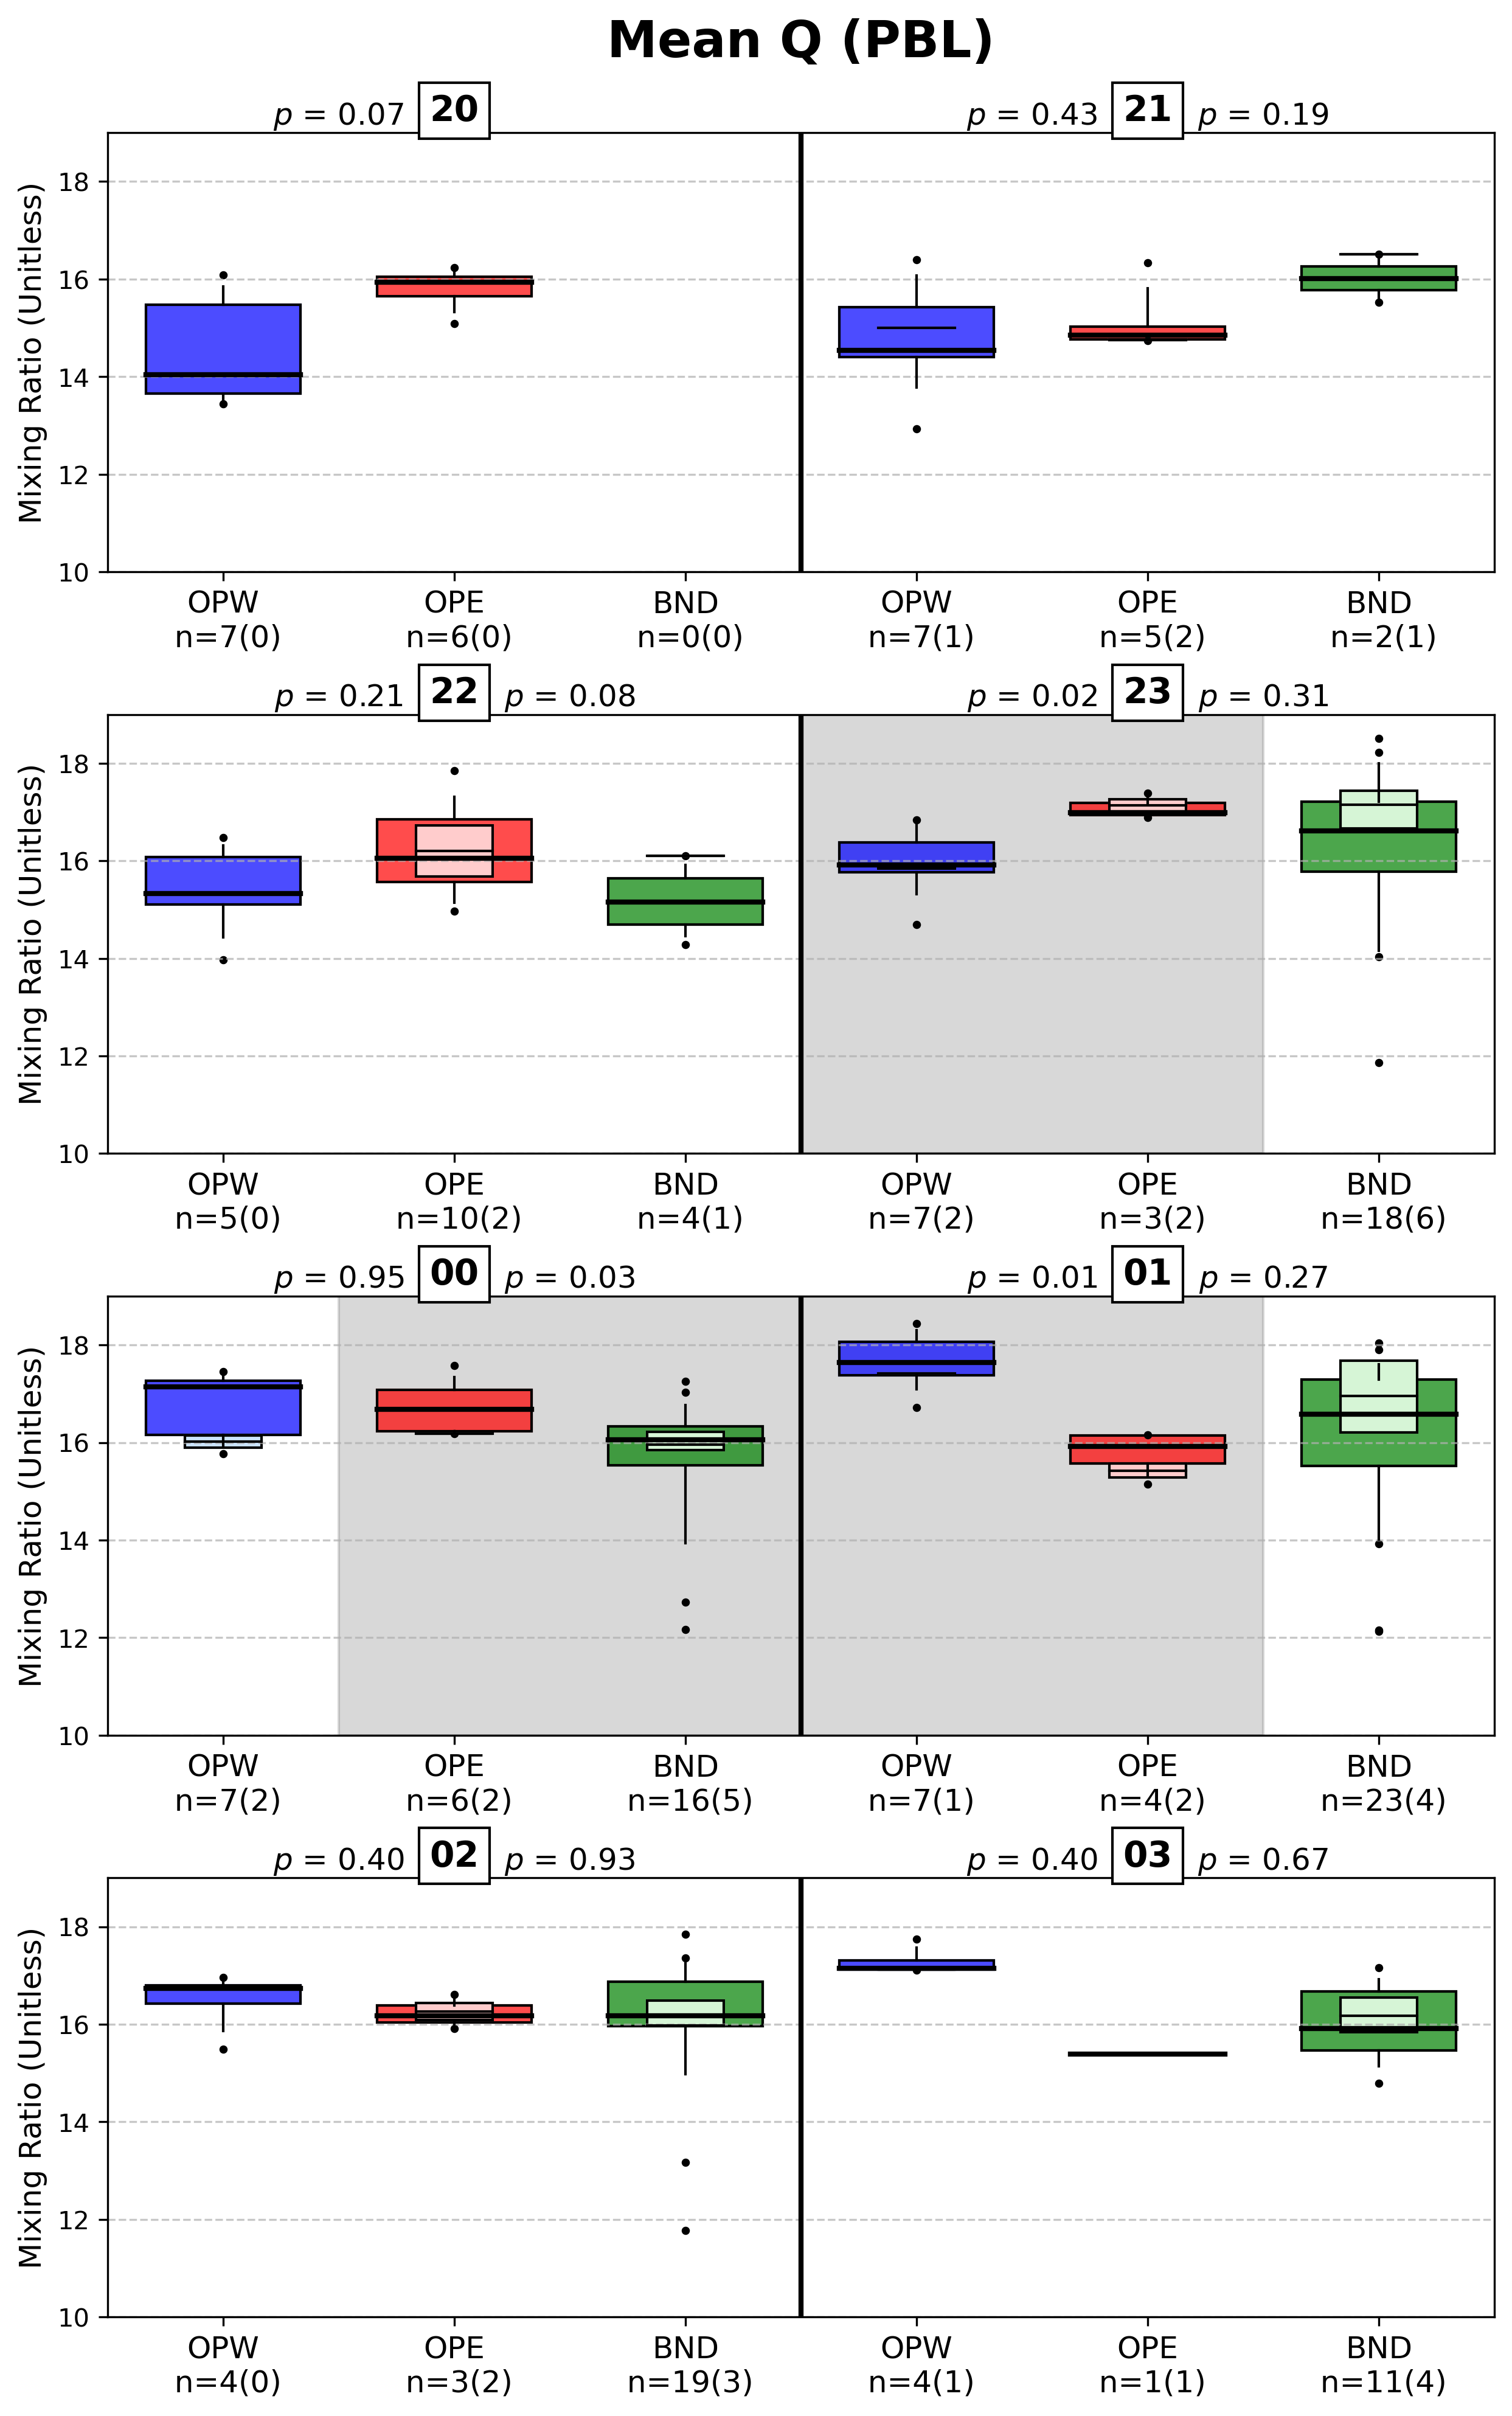 Mean Q (PBL)
p = 0.07 20
p = 0.43 21 p = 0.19
Mixing Ratio (Unitless)
18
16
14
12
10
OPW OPE BND OPW OPE BND
n=7(0) n=6(0) n=0(0) n=7(1) n=5(2) n=2(1)
p = 0.21 22 p = 0.08
p = 0.02 23 p = 0.31
Mixing Ratio (Unitless)
18
16
14
12
10
OPW OPE BND OPW OPE BND
n=5(0) n=10(2) n=4(1) n=7(2) n=3(2) n=18(6)
p = 0.95 00 p = 0.03
p = 0.01 01 p = 0.27
Mixing Ratio (Unitless)
18
16
14
12
10
OPW OPE BND OPW OPE BND
n=7(2) n=6(2) n=16(5) n=7(1) n=4(2) n=23(4)
p = 0.40 02 p = 0.93
p = 0.40 03 p = 0.67
Mixing Ratio (Unitless)
18
16
14
12
10
OPW OPE BND OPW OPE BND
n=4(0) n=3(2) n=19(3) n=4(1) n=1(1) n=11(4)